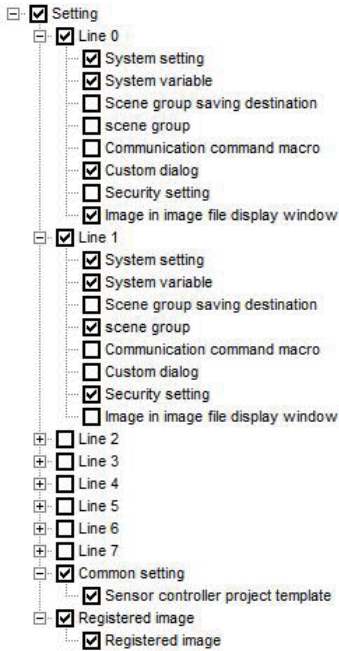 Setting
Line 0
System setting
System variable
Scene group saving destination
scene group
Communication command macro
Custom dialog
Security setting
Image in image file display window
Line 1
System setting
System variable
Scene group saving destination
scene group
Communication command macro
Custom dialog
Security setting
Image in image file display window
Line 2
Line 3
Line 4
Line 5
Line 6
Line 7
Common setting
Sensor controller project template
Registered image
Registered image